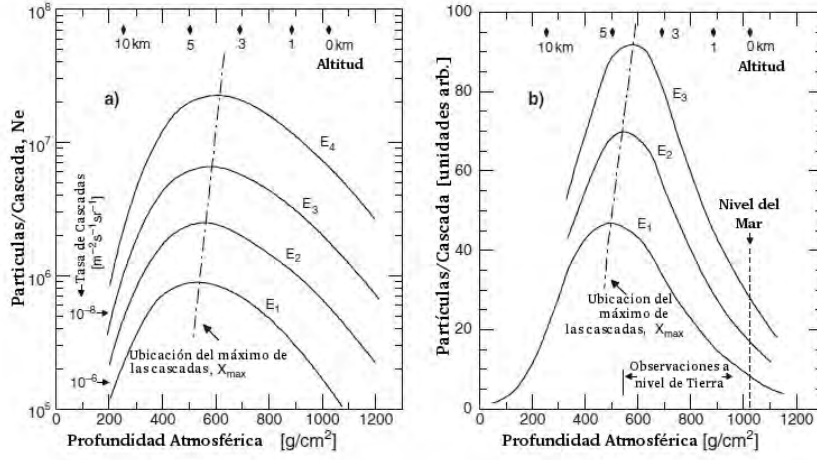 10⁸
10 km
5
3
1
0 km
Altitud
a)
10⁷
10⁶
10⁵
Partículas/Cascada, Ne
Tasa de Cascadas
[m⁻²s⁻¹sr⁻¹]
10⁻⁸
10⁻⁶
E₄
E₃
E₂
E₁
Ubicación del máximo de
las cascadas, Xmax
0
200
400
600
800
1000
1200
Profundidad Atmosférica [g/cm²]
100
80
60
40
20
0
Partículas/Cascada [unidades arb.]
5
3
10 km
1
0 km
Altitud
b)
E₃
E₂
E₁
Nivel del
Mar
Ubicacion del
máximo de
las cascadas, Xmax
Observaciones a
nivel de Tierra
0
200
400
600
800
1000
1200
Profundidad Atmosférica [g/cm²]